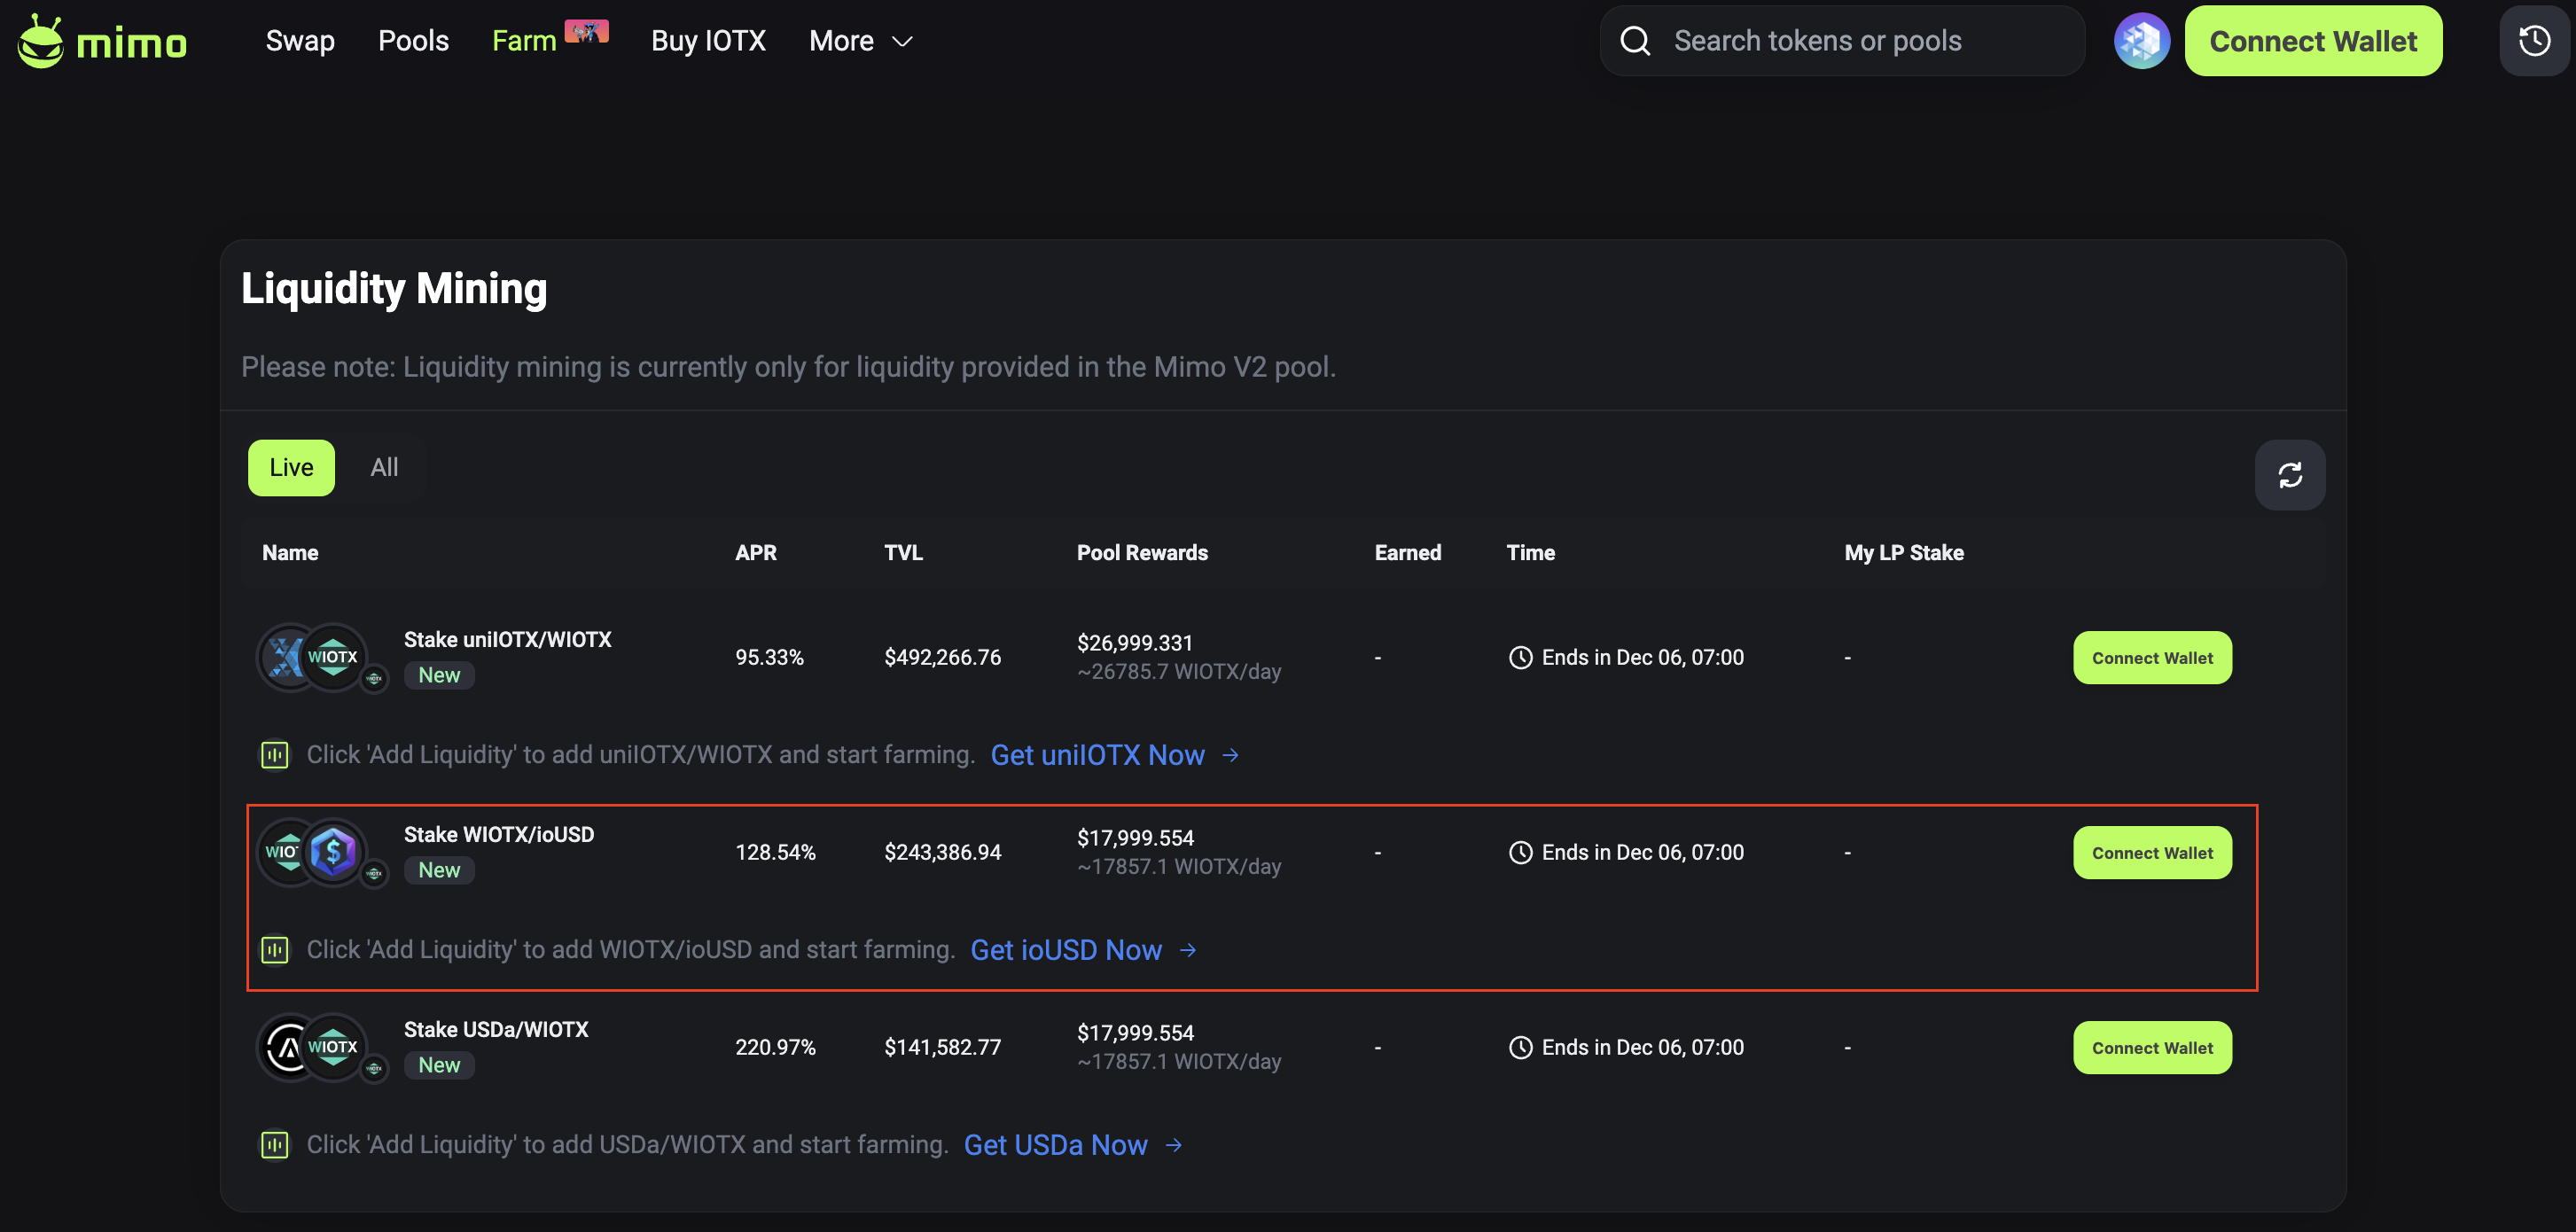 mimo Swap Pools Farm Buy IOTX More Search tokens or pools Connect Wallet
Liquidity Mining
Please note: Liquidity mining is currently only for liquidity provided in the Mimo V2 pool.
Live All
Name APR TVL Pool Rewards Earned Time My LP Stake
WIOTX WIOTX Stake uniIOTX/WIOTX 95.33% $492,266.76 $26,999.331 - Ends in Dec 06, 07:00 - Connect Wallet
New ~26785.7 WIOTX/day
Click 'Add Liquidity' to add uniIOTX/WIOTX and start farming. Get uniIOTX Now →
WIOT $ WIOTX Stake WIOTX/ioUSD 128.54% $243,386.94 $17,999.554 - Ends in Dec 06, 07:00 - Connect Wallet
New ~17857.1 WIOTX/day
Click 'Add Liquidity' to add WIOTX/ioUSD and start farming. Get ioUSD Now →
WIOTX WIOTX Stake USDa/WIOTX 220.97% $141,582.77 $17,999.554 - Ends in Dec 06, 07:00 - Connect Wallet
New ~17857.1 WIOTX/day
Click 'Add Liquidity' to add USDa/WIOTX and start farming. Get USDa Now →